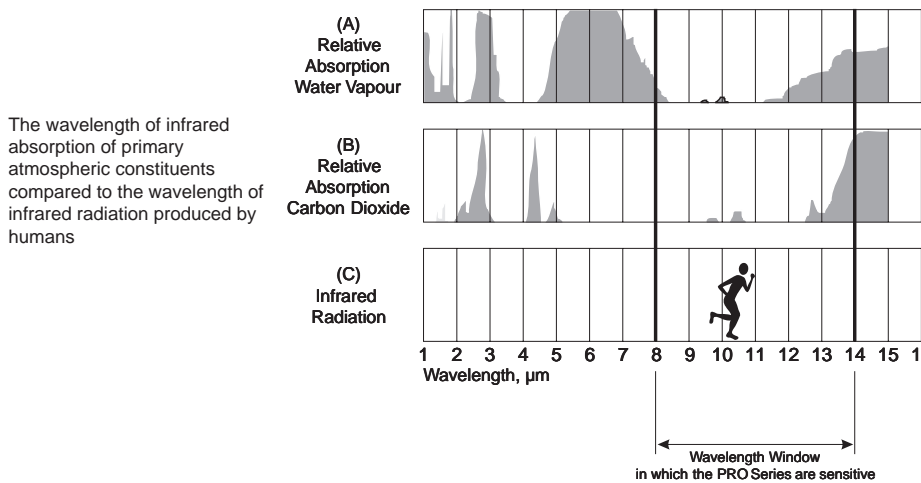 The wavelength of infrared
absorption of primary
atmospheric constituents
compared to the wavelength of
infrared radiation produced by
humans
(A)
Relative
Absorption
Water Vapour
(B)
Relative
Absorption
Carbon Dioxide
(C)
Infrared
Radiation
1 2 3 4 5 6 7 8 9 10 11 12 13 14 15 1
Wavelength, µm
Wavelength Window
in which the PRO Series are sensitive